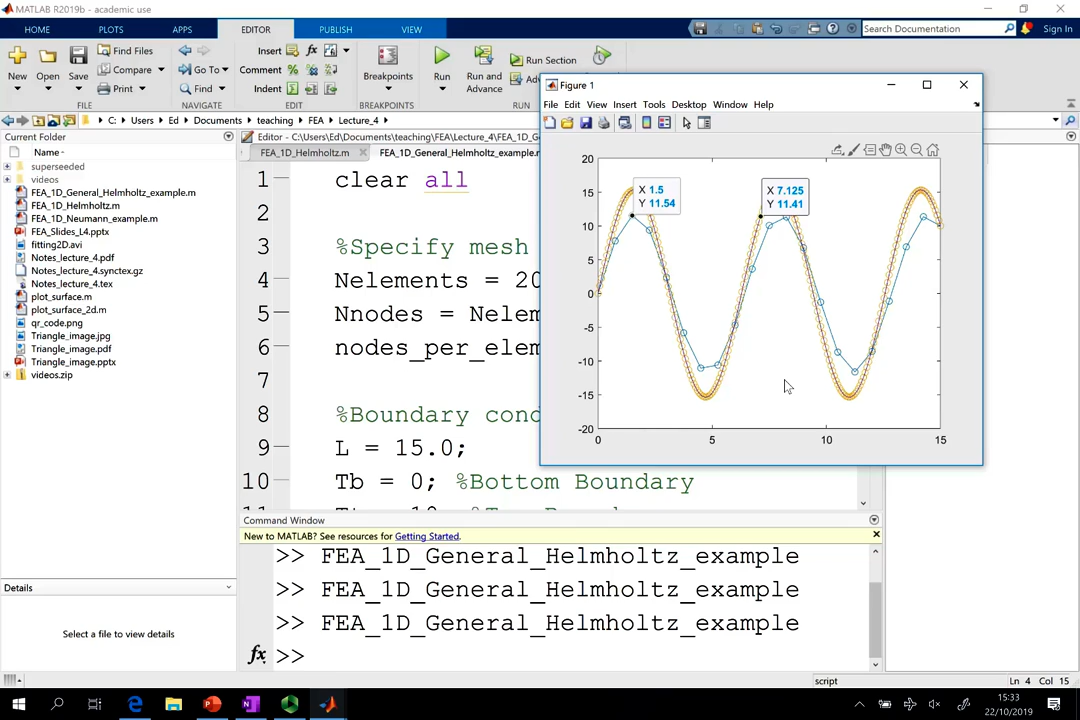 MATLAB R2019b - academic use
HOME PLOTS APPS EDITOR PUBLISH VIEW Search Documentation Sign In
New Open Save Find Files Compare Print Go To Find Insert fx Comment % Indent Breakpoints Run Run and Advance Run Section
FILE NAVIGATE EDIT BREAKPOINTS RUN
C: Users Ed Documents teaching FEA Lecture_4
Current Folder
Name
superseeded
videos
FEA_1D_General_Helmholtz_example.m
FEA_1D_Helmholtz.m
FEA_1D_Neumann_example.m
FEA_Slides_L4.pptx
fitting2D.avi
Notes_lecture_4.pdf
Notes_lecture_4.synctex.gz
Notes_lecture_4.tex
plot_surface.m
plot_surface_2d.m
qr_code.png
Triangle_image.jpg
Triangle_image.pdf
Triangle_image.pptx
videos.zip
Details
Select a file to view details
Editor - C:\Users\Ed\Documents\teaching\FEA\Lecture_4\FEA_1D_G
FEA_1D_Helmholtz.m FEA_1D_General_Helmholtz_example.m
1 clear all
2
3 %Specify mesh
4 Nelements = 20
5 Nnodes = Nelem
6 nodes_per_elem
7
8 %Boundary cond
9 L = 15.0;
10 Tb = 0; %Bottom Boundary
Figure 1
File Edit View Insert Tools Desktop Window Help
X 1.5
Y 11.54
X 7.125
Y 11.41
20
15
10
5
0
-5
-10
-15
-20
0 5 10 15
Command Window
New to MATLAB? See resources for Getting Started.
>> FEA_1D_General_Helmholtz_example
>> FEA_1D_General_Helmholtz_example
>> FEA_1D_General_Helmholtz_example
fx >>
script Ln 4 Col 15
15:33
22/10/2019